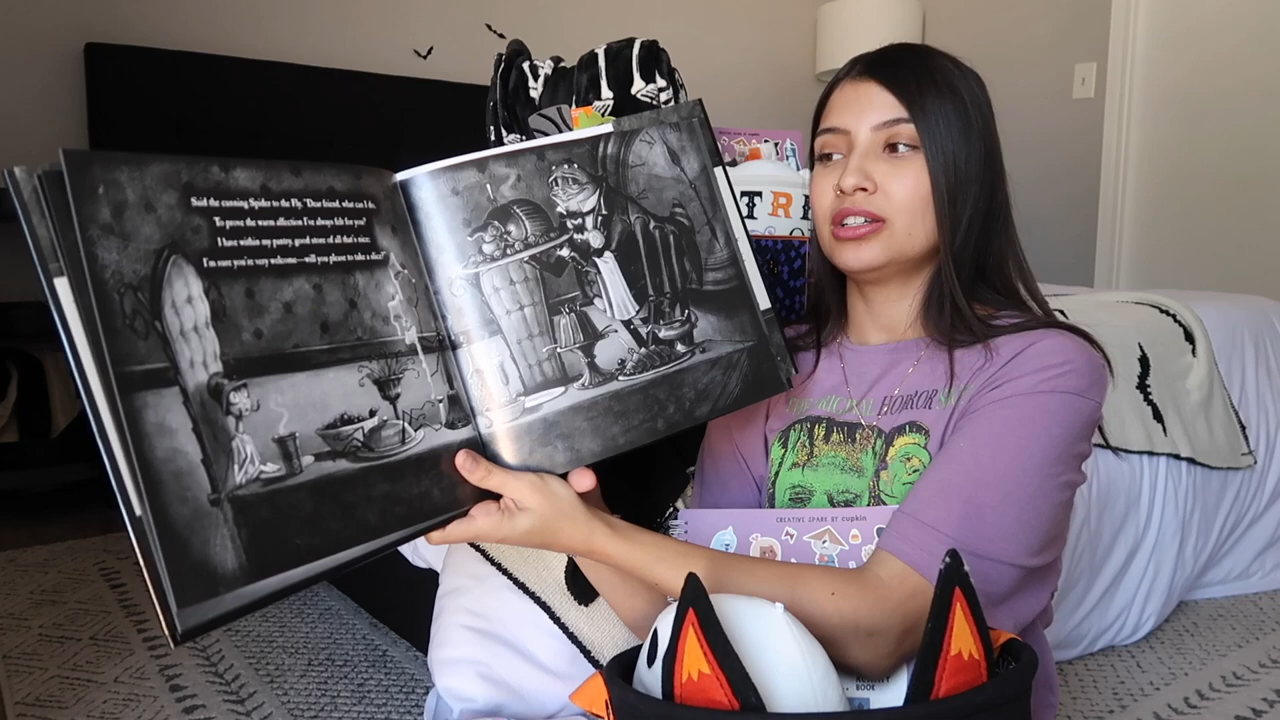 Said the cunning Spider to the Fly, "Dear friend, what can I do,
To prove the warm affection I've always felt for you?
I have within my pantry, good store of all that's nice;
I'm sure you're very welcome—will you please to take a slice?"
TRI
HORROR
CREATIVE SPARK BY cupkin
BOOK